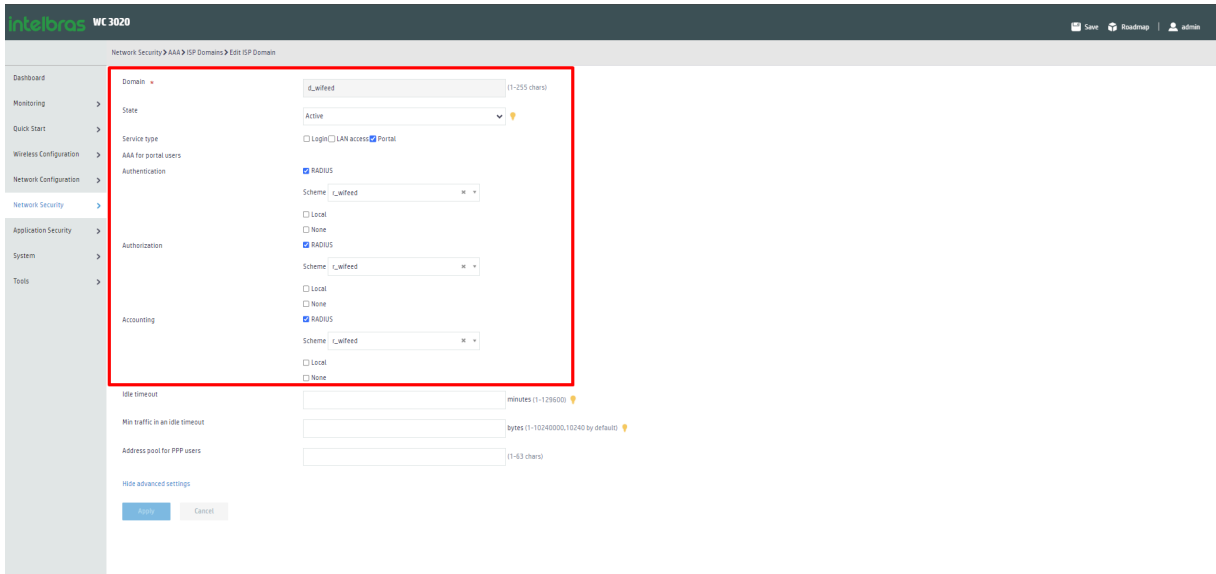 intelbras WC 3020
Save Roadmap | admin
Network Security > AAA > ISP Domains > Edit ISP Domain
Dashboard
Monitoring
Quick Start
Wireless Configuration
Network Configuration
Network Security
Application Security
System
Tools
Domain * d_wifeed (1-255 chars)
State Active
Service type Login LAN access Portal
AAA for portal users
Authentication RADIUS
Scheme r_wifeed
Local
None
Authorization RADIUS
Scheme r_wifeed
Local
None
Accounting RADIUS
Scheme r_wifeed
Local
None
Idle timeout minutes (1-129600)
Min traffic in an idle timeout bytes (1-10240000,10240 by default)
Address pool for PPP users (1-63 chars)
Hide advanced settings
Apply Cancel